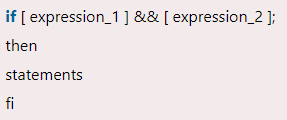 if [ expression_1 ] && [ expression_2 ];
then
statements
fi